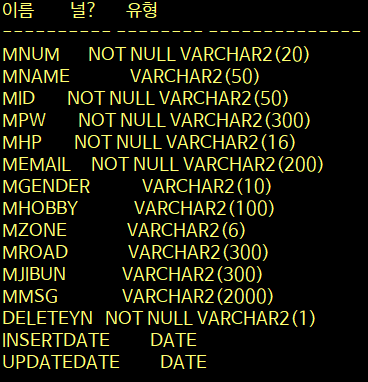 이름 널? 유형
---------- -------- ---------------
MNUM NOT NULL VARCHAR2(20)
MNAME VARCHAR2(50)
MID NOT NULL VARCHAR2(50)
MPW NOT NULL VARCHAR2(300)
MHP NOT NULL VARCHAR2(16)
MEMAIL NOT NULL VARCHAR2(200)
MGENDER VARCHAR2(10)
MHOBBY VARCHAR2(100)
MZONE VARCHAR2(6)
MROAD VARCHAR2(300)
MJIBUN VARCHAR2(300)
MMSG VARCHAR2(2000)
DELETEYN NOT NULL VARCHAR2(1)
INSERTDATE DATE
UPDATEDATE DATE